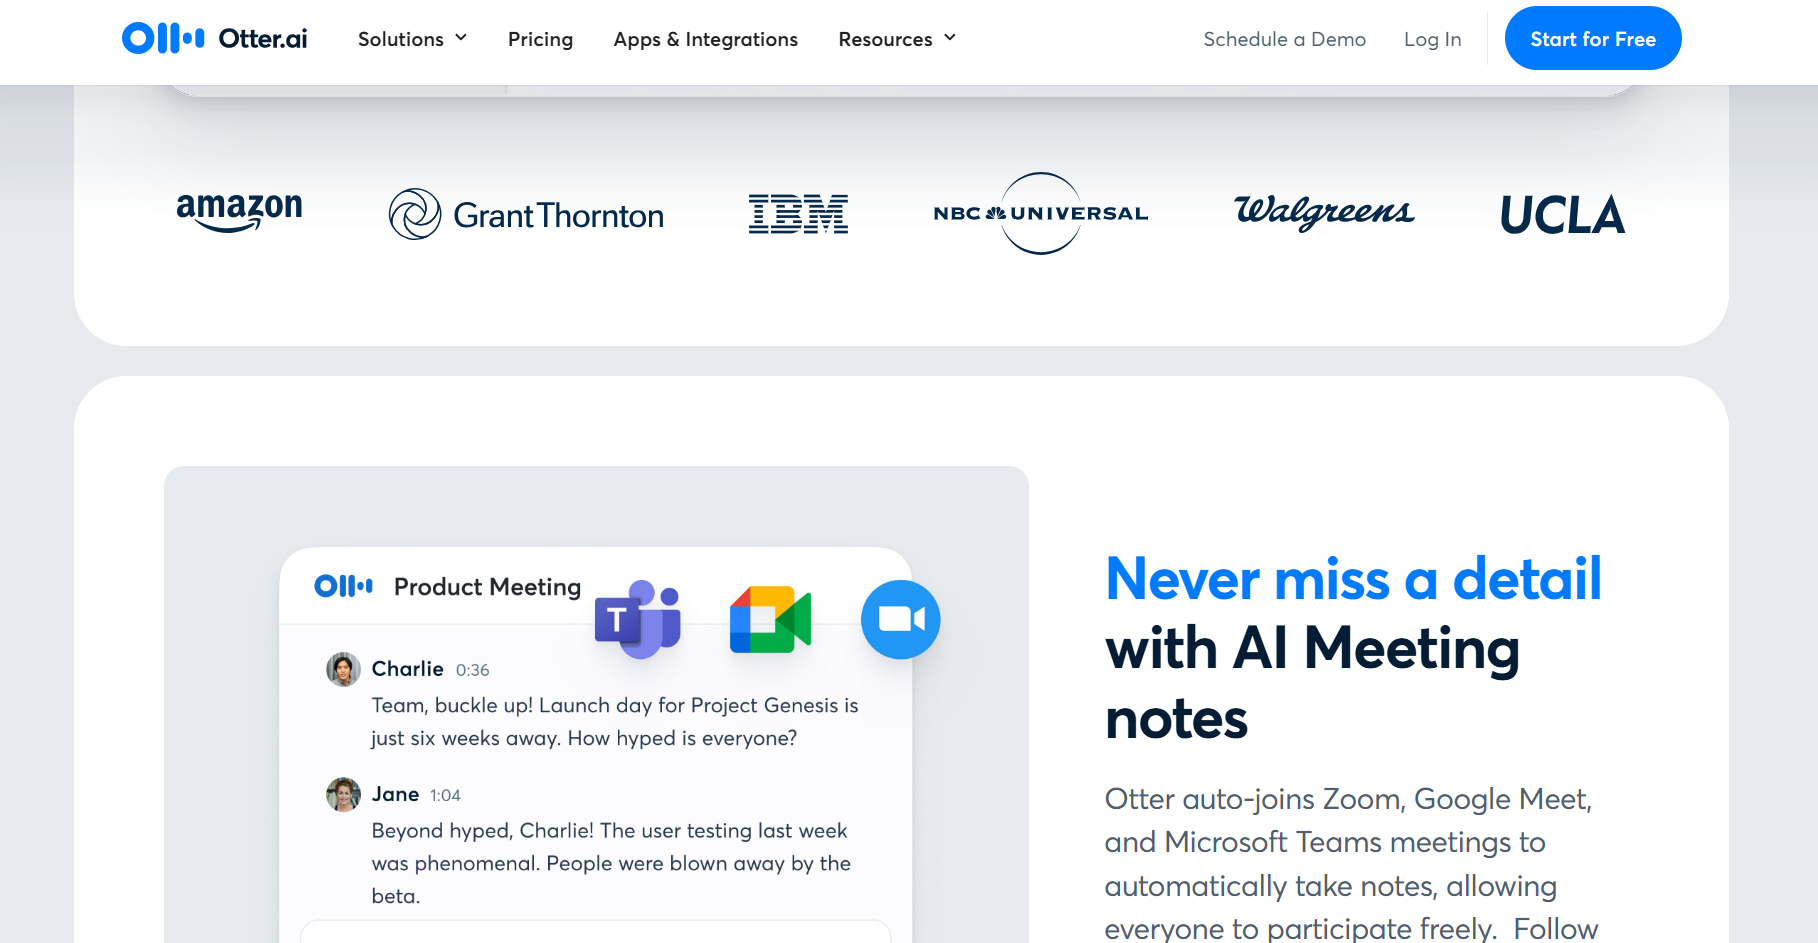 Otter.ai Solutions Pricing Apps & Integrations Resources Schedule a Demo Log In Start for Free
amazon Grant Thornton IBM NBC UNIVERSAL Walgreens UCLA
Product Meeting
T
Charlie 0:36
Team, buckle up! Launch day for Project Genesis is
just six weeks away. How hyped is everyone?
Jane 1:04
Beyond hyped, Charlie! The user testing last week
was phenomenal. People were blown away by the
beta.
Never miss a detail
with AI Meeting
notes
Otter auto-joins Zoom, Google Meet,
and Microsoft Teams meetings to
automatically take notes, allowing
everyone to participate freely. Follow